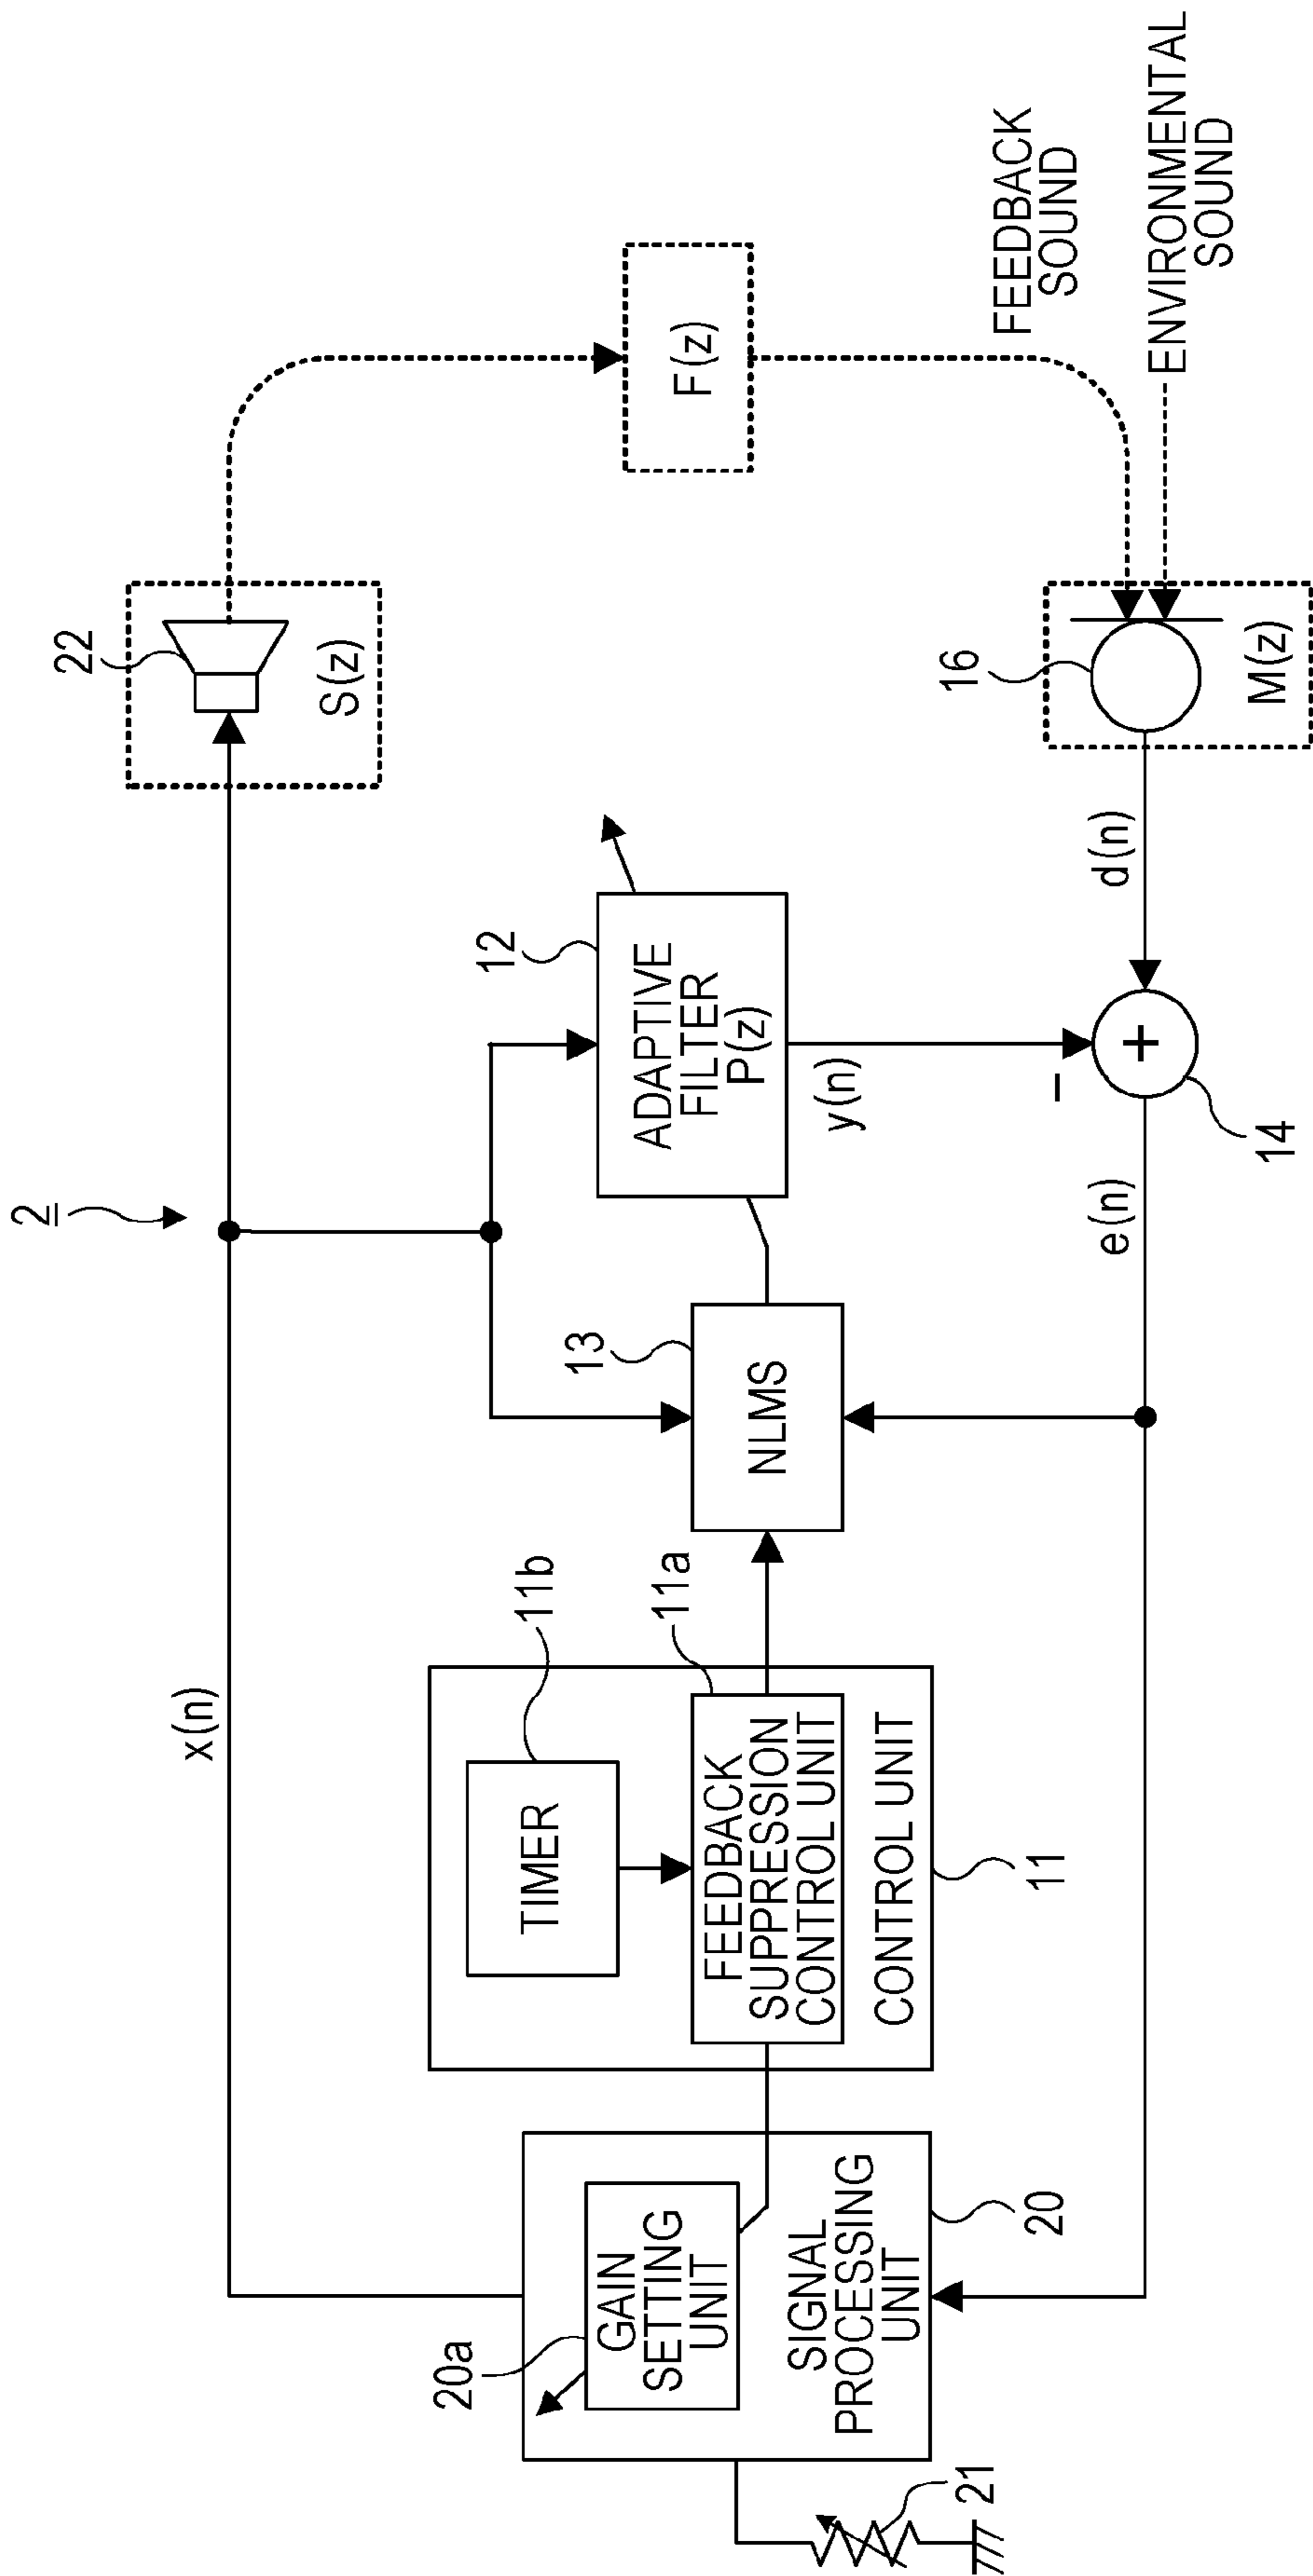 2
x(n)
22
S(z)
F(z)
FEEDBACK
SOUND
ENVIRONMENTAL
SOUND
16
M(z)
d(n)
12
ADAPTIVE
FILTER
P(z)
y(n)
−
+
14
e(n)
13
NLMS
11b
TIMER
11a
FEEDBACK
SUPPRESSION
CONTROL UNIT
CONTROL UNIT
11
20a
GAIN
SETTING
UNIT
SIGNAL
PROCESSING
UNIT
20
21